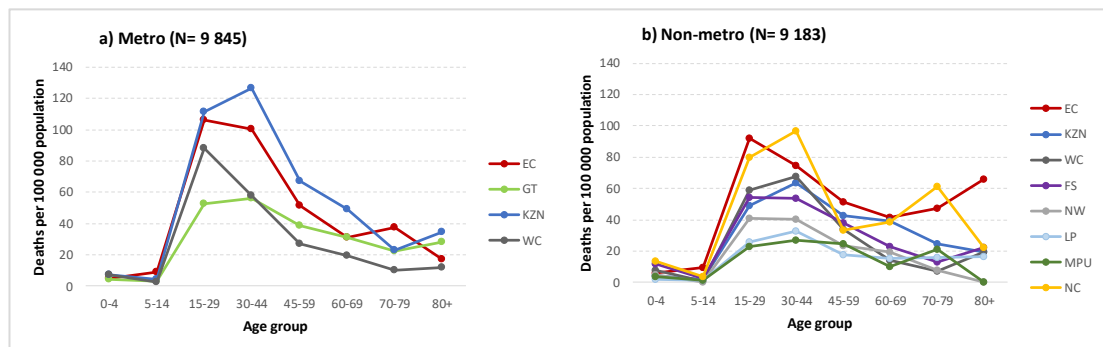 a) Metro (N= 9 845)
Deaths per 100 000 population
140
120
100
80
60
40
20
0
0-4 5-14 15-29 30-44 45-59 60-69 70-79 80+
Age group
EC
GT
KZN
WC
b) Non-metro (N= 9 183)
Deaths per 100 000 population
140
120
100
80
60
40
20
0
0-4 5-14 15-29 30-44 45-59 60-69 70-79 80+
Age group
EC
KZN
WC
FS
NW
LP
MPU
NC